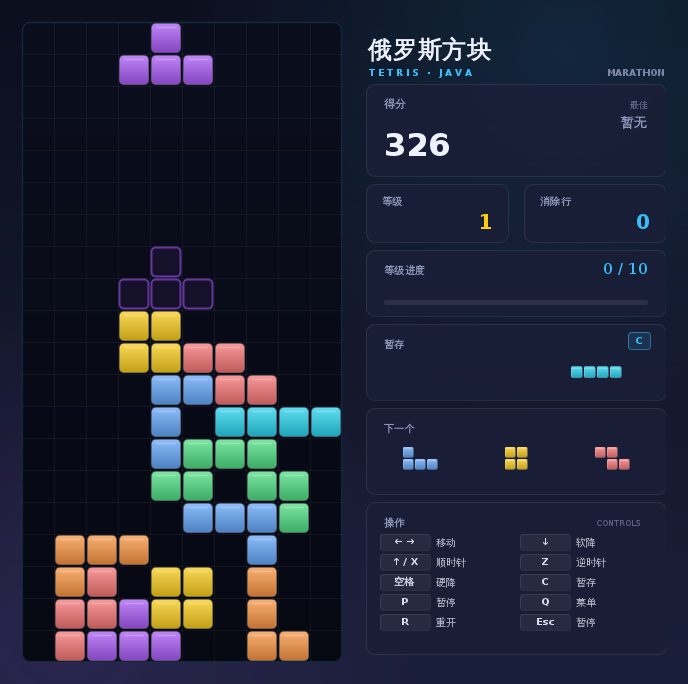 俄罗斯方块
TETRIS · JAVA
MARATHON
得分
最佳
暂无
326
等级
1
消除行
0
等级进度
0 / 10
暂存
C
下一个
操作
CONTROLS
← → 移动
↓ 软降
↑ / X 顺时针
Z 逆时针
空格 硬降
C 暂存
P 暂停
Q 菜单
R 重开
Esc 暂停